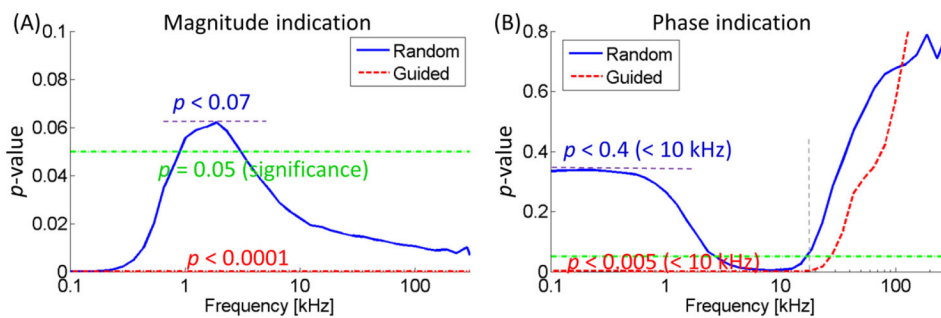 (A) Magnitude indication
0.1
0.08
0.06
0.04
0.02
0
p-value
Random
Guided
p < 0.07
p = 0.05 (significance)
p < 0.0001
0.1 1 10 100
Frequency [kHz]
(B) Phase indication
0.8
0.6
0.4
0.2
0
p-value
Random
Guided
p < 0.4 (< 10 kHz)
p < 0.005 (< 10 kHz)
0.1 1 10 100
Frequency [kHz]